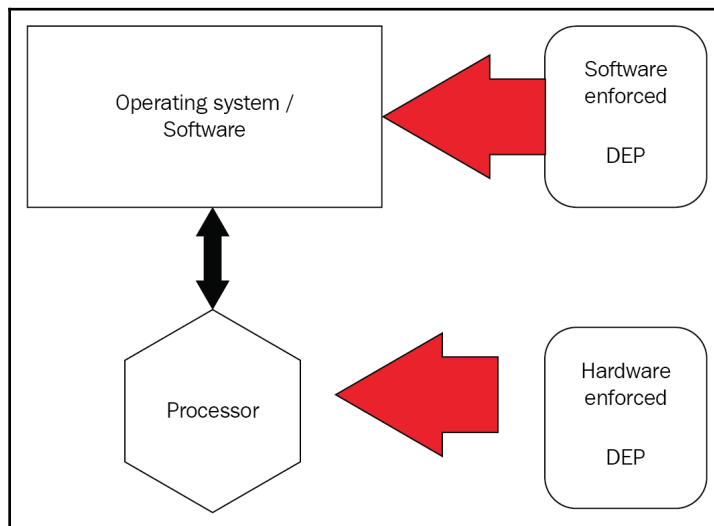 Operating system /
Software
Software
enforced
DEP
Processor
Hardware
enforced
DEP